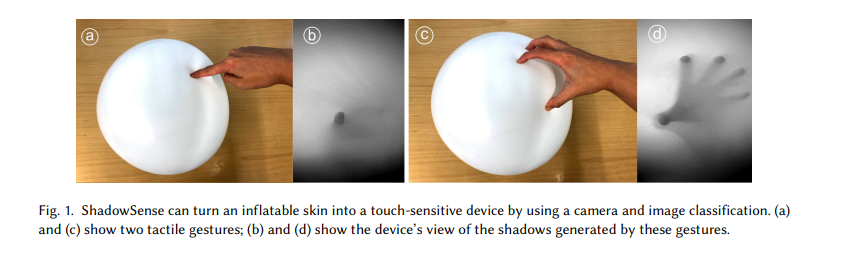 a b c d
Fig. 1. ShadowSense can turn an inflatable skin into a touch-sensitive device by using a camera and image classification. (a)
and (c) show two tactile gestures; (b) and (d) show the device's view of the shadows generated by these gestures.